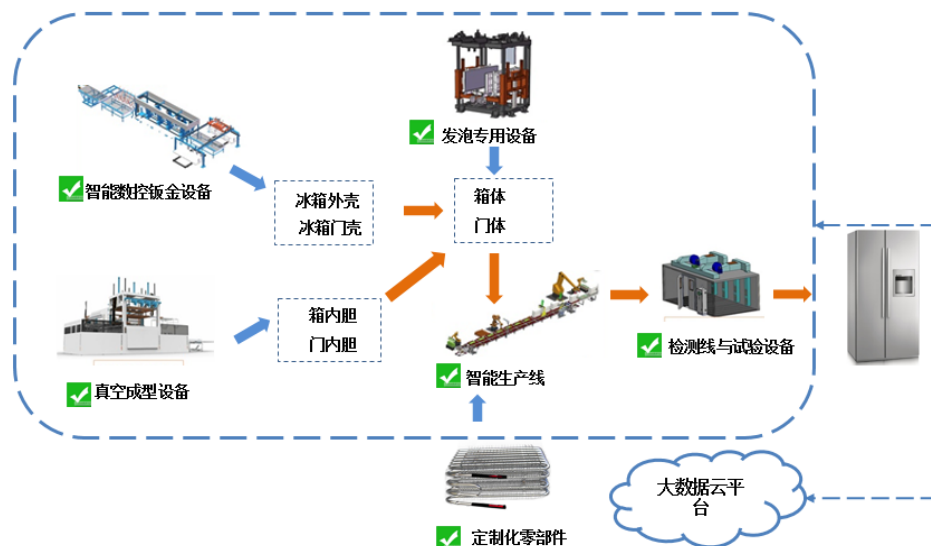 发泡专用设备
智能数控钣金设备
冰箱外壳
冰箱门壳
箱体
门体
箱内胆
门内胆
真空成型设备
智能生产线
检测线与试验设备
定制化零部件
大数据云平
台